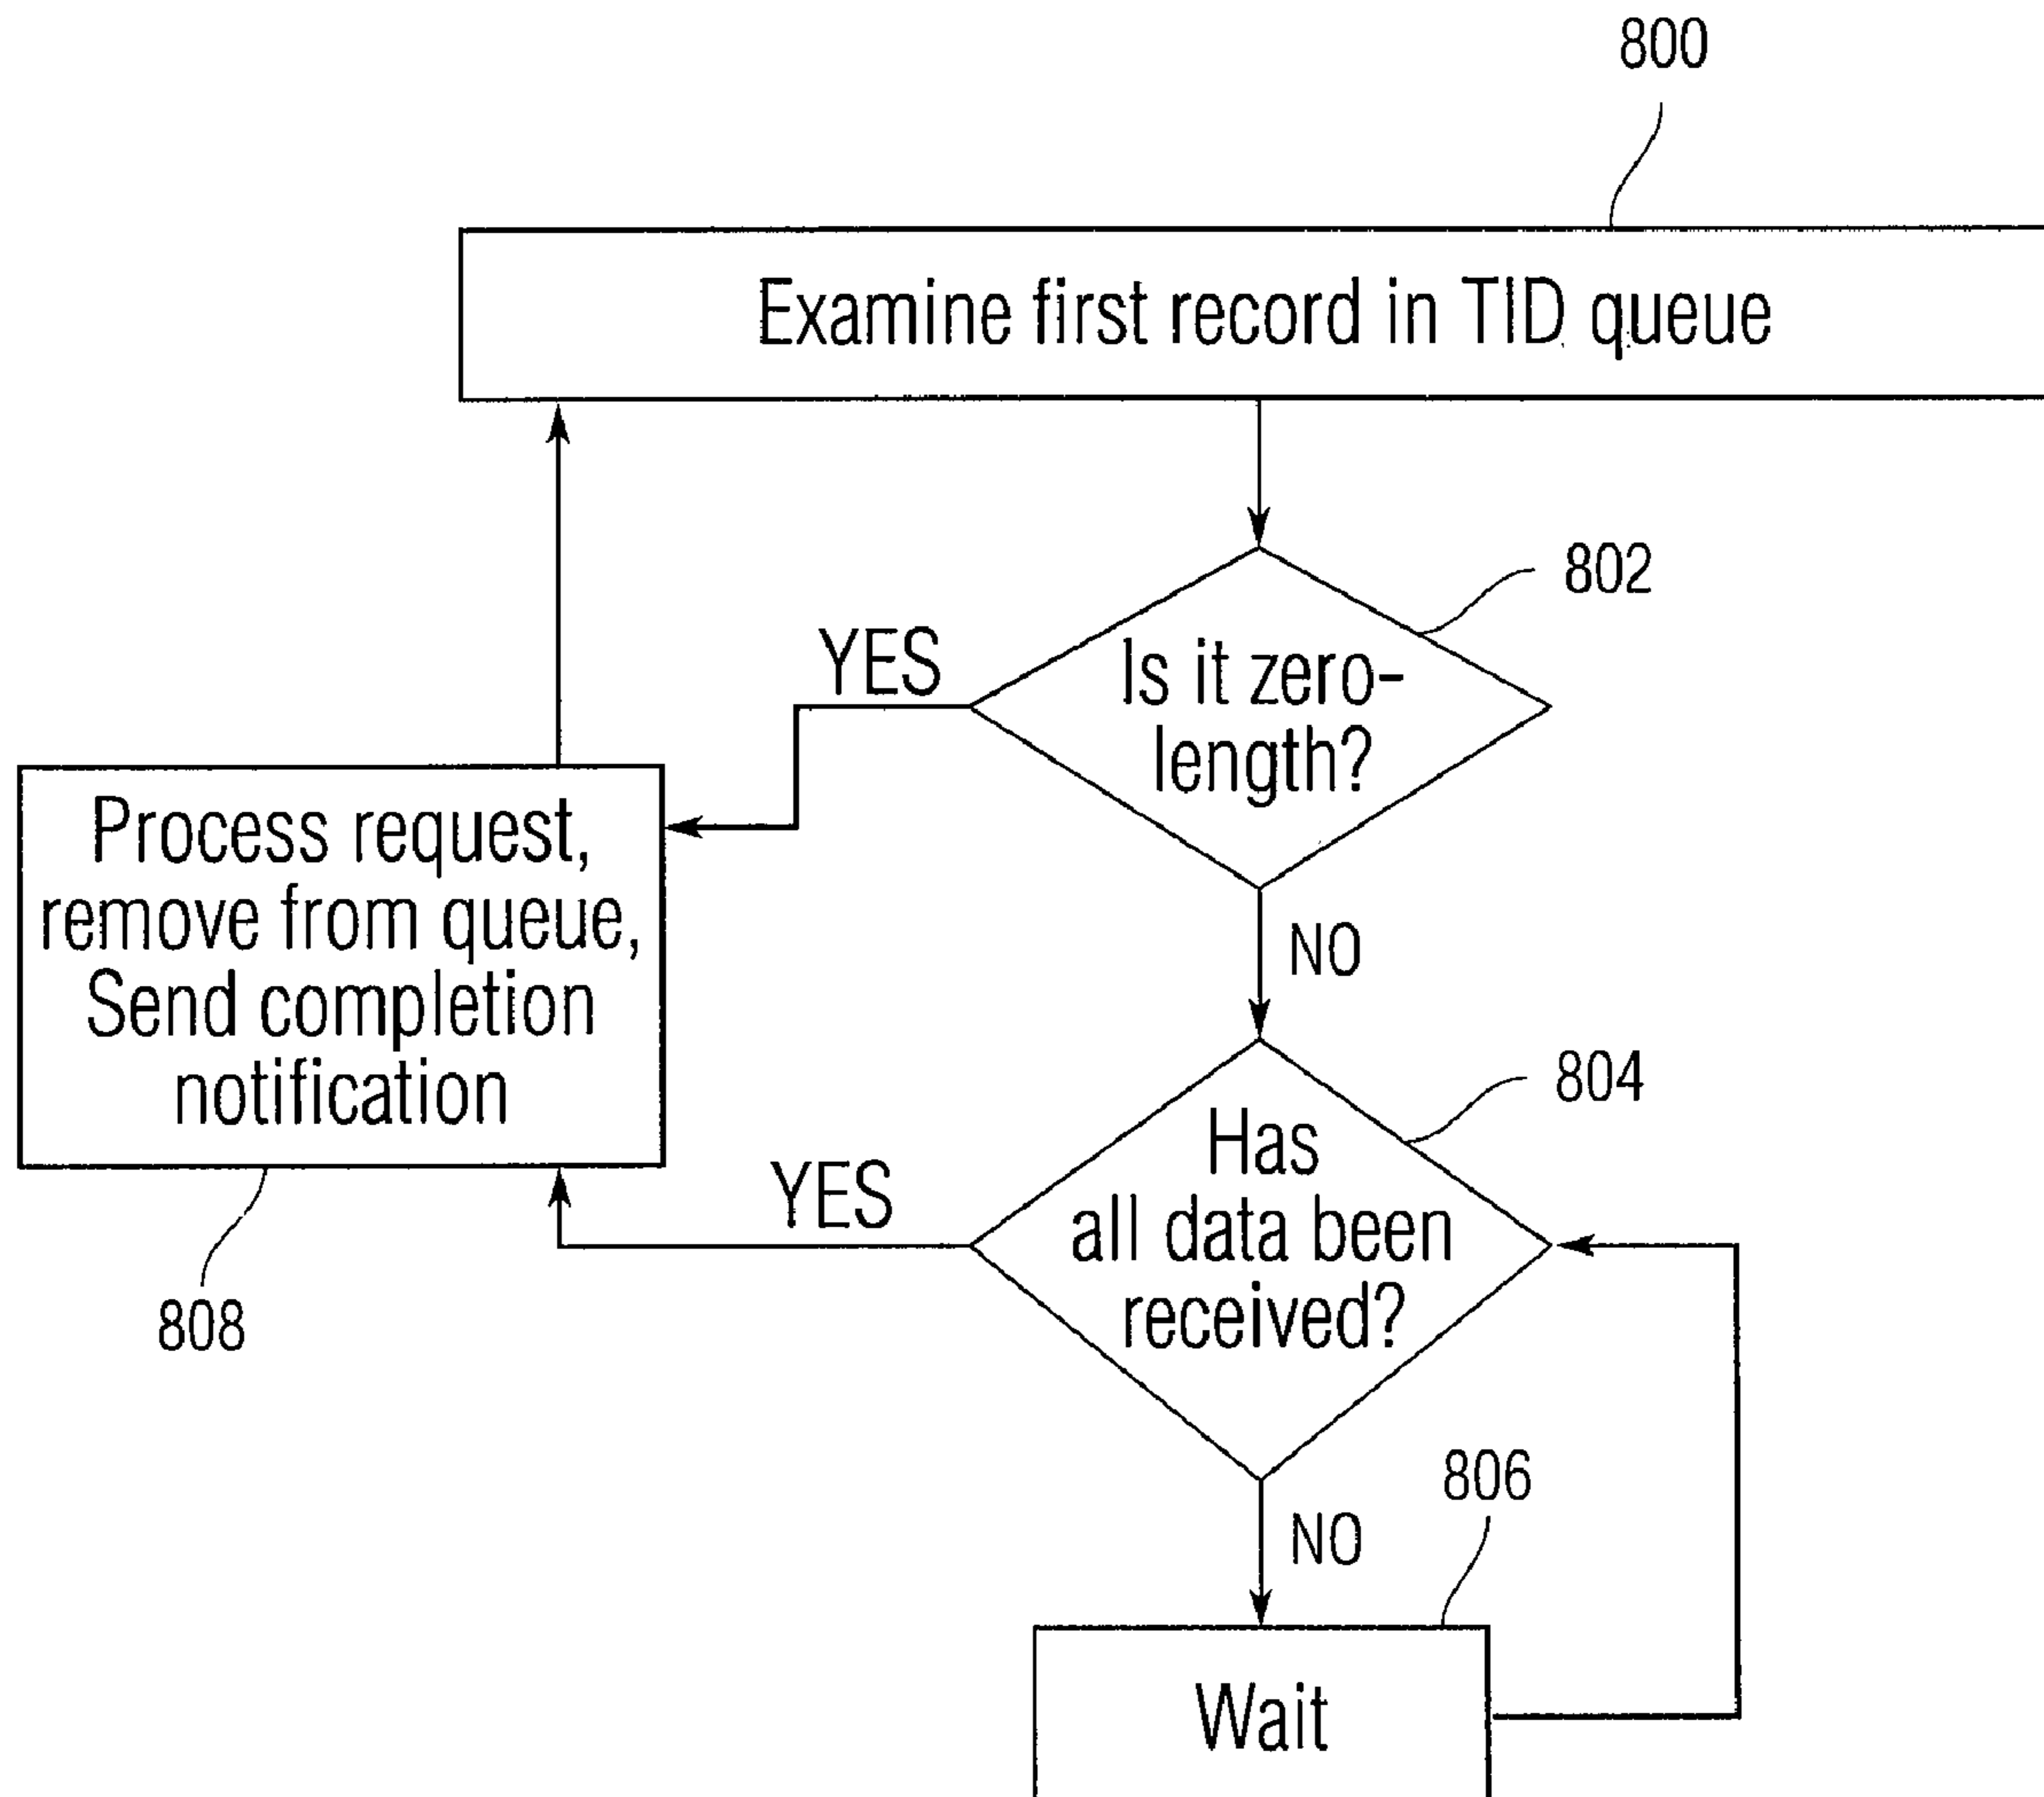 800
Examine first record in TID queue
802
YES
Is it zero-
length?
Process request,
remove from queue,
Send completion
notification
NO
804
Has
all data been
received?
YES
808
806
NO
Wait